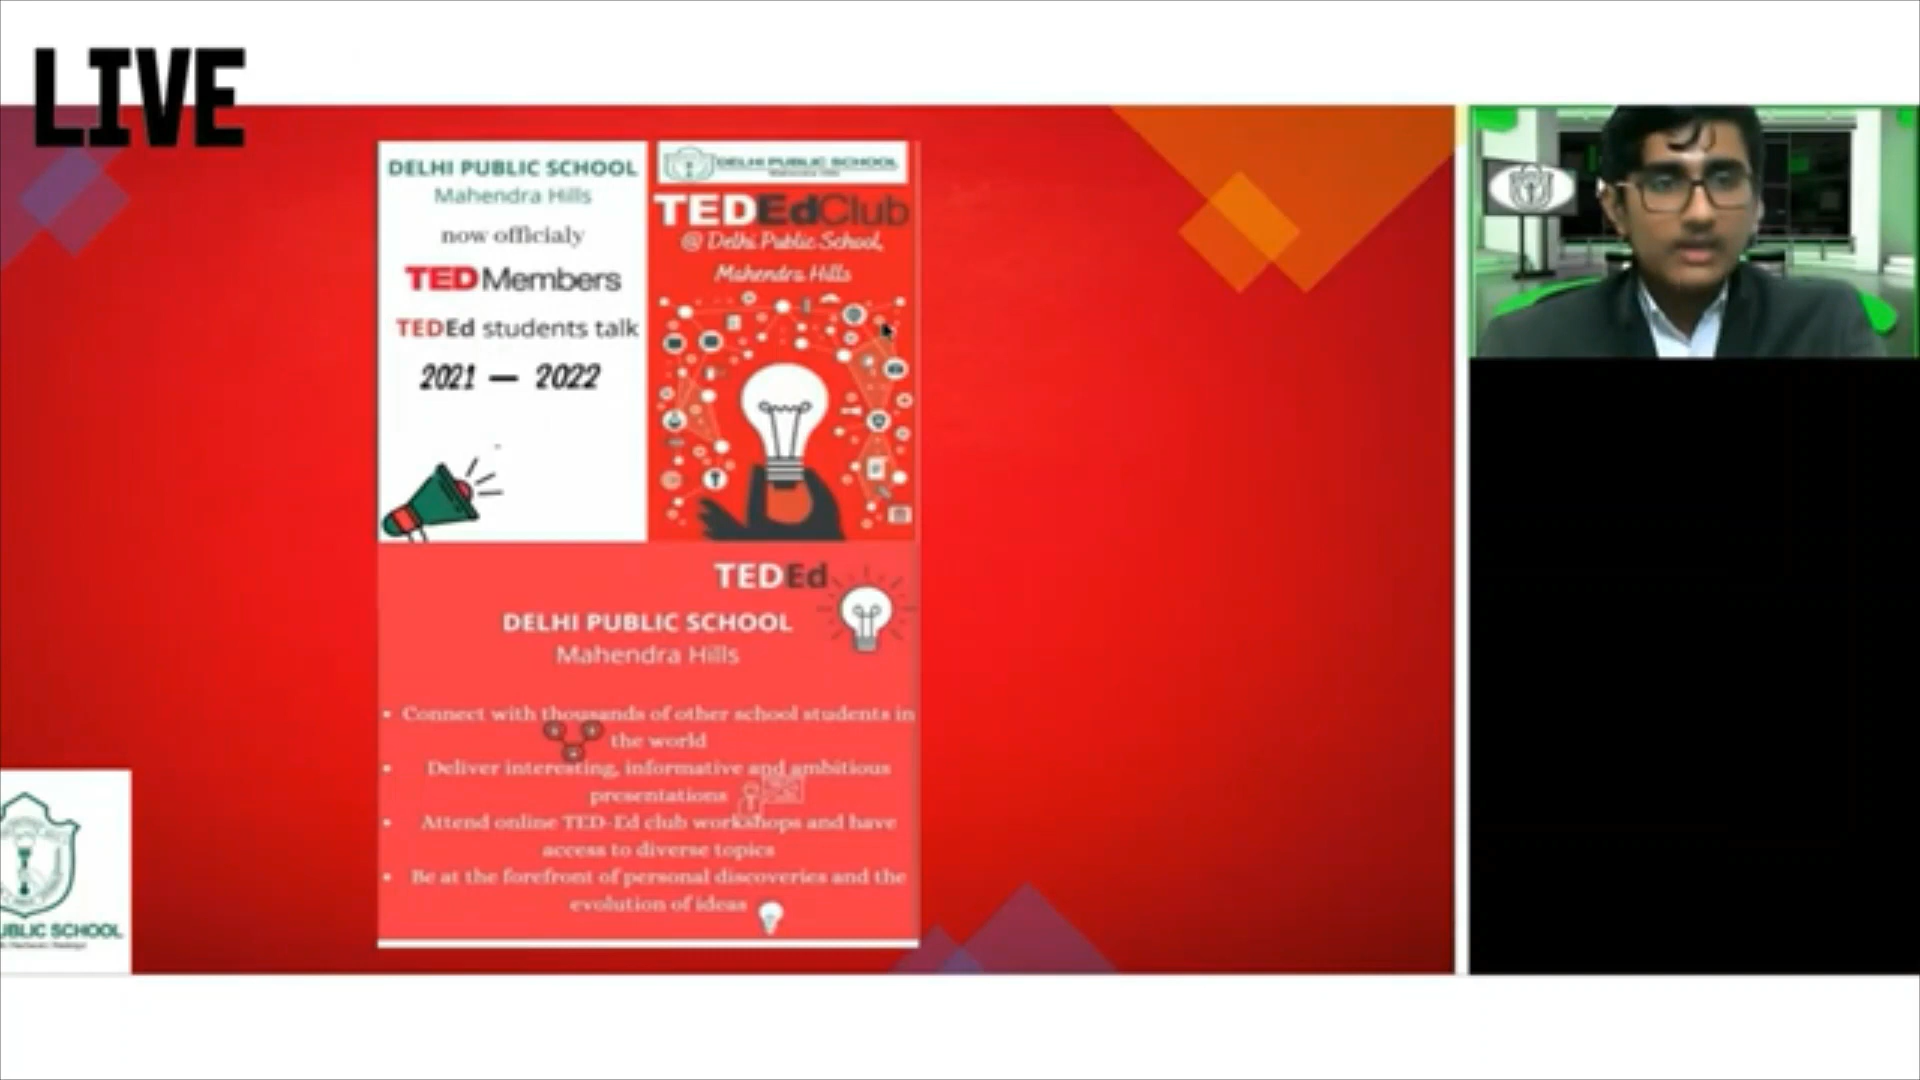 LIVE
DELHI PUBLIC SCHOOL
Mahendra Hills
now officialy
TED Members
TEDEd students talk
2021 — 2022
DELHI PUBLIC SCHOOL
TEDEdClub
@ Delhi Public School,
Mahendra Hills
TEDEd
DELHI PUBLIC SCHOOL
Mahendra Hills
• Connect with thousands of other school students in
the world
• Deliver interesting, informative and ambitious
presentations
• Attend online TED-Ed club workshops and have
access to diverse topics
• Be at the forefront of personal discoveries and the
evolution of ideas
UBLIC SCHOOL